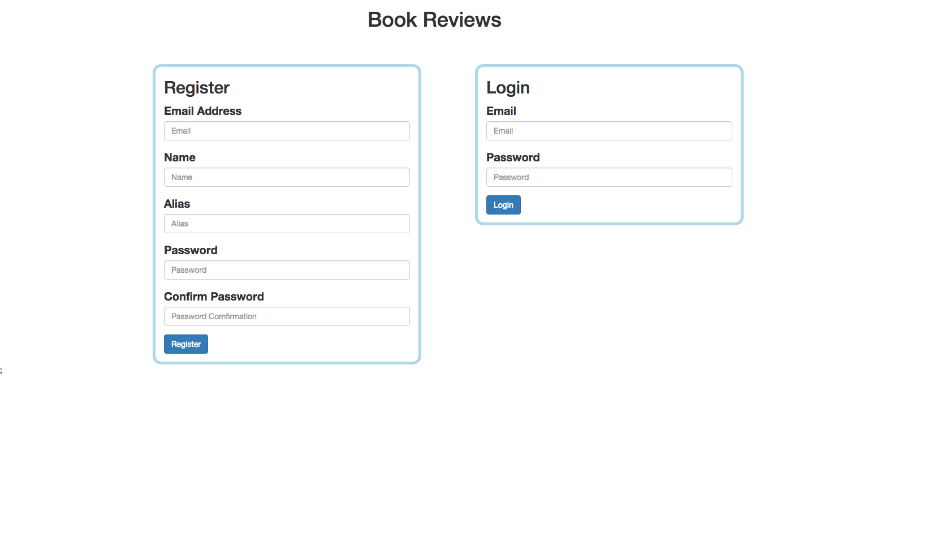 Book Reviews
Register
Email Address
Email
Name
Name
Alias
Alias
Password
Password
Confirm Password
Password Comfirmation
Register
Login
Email
Email
Password
Password
Login
;